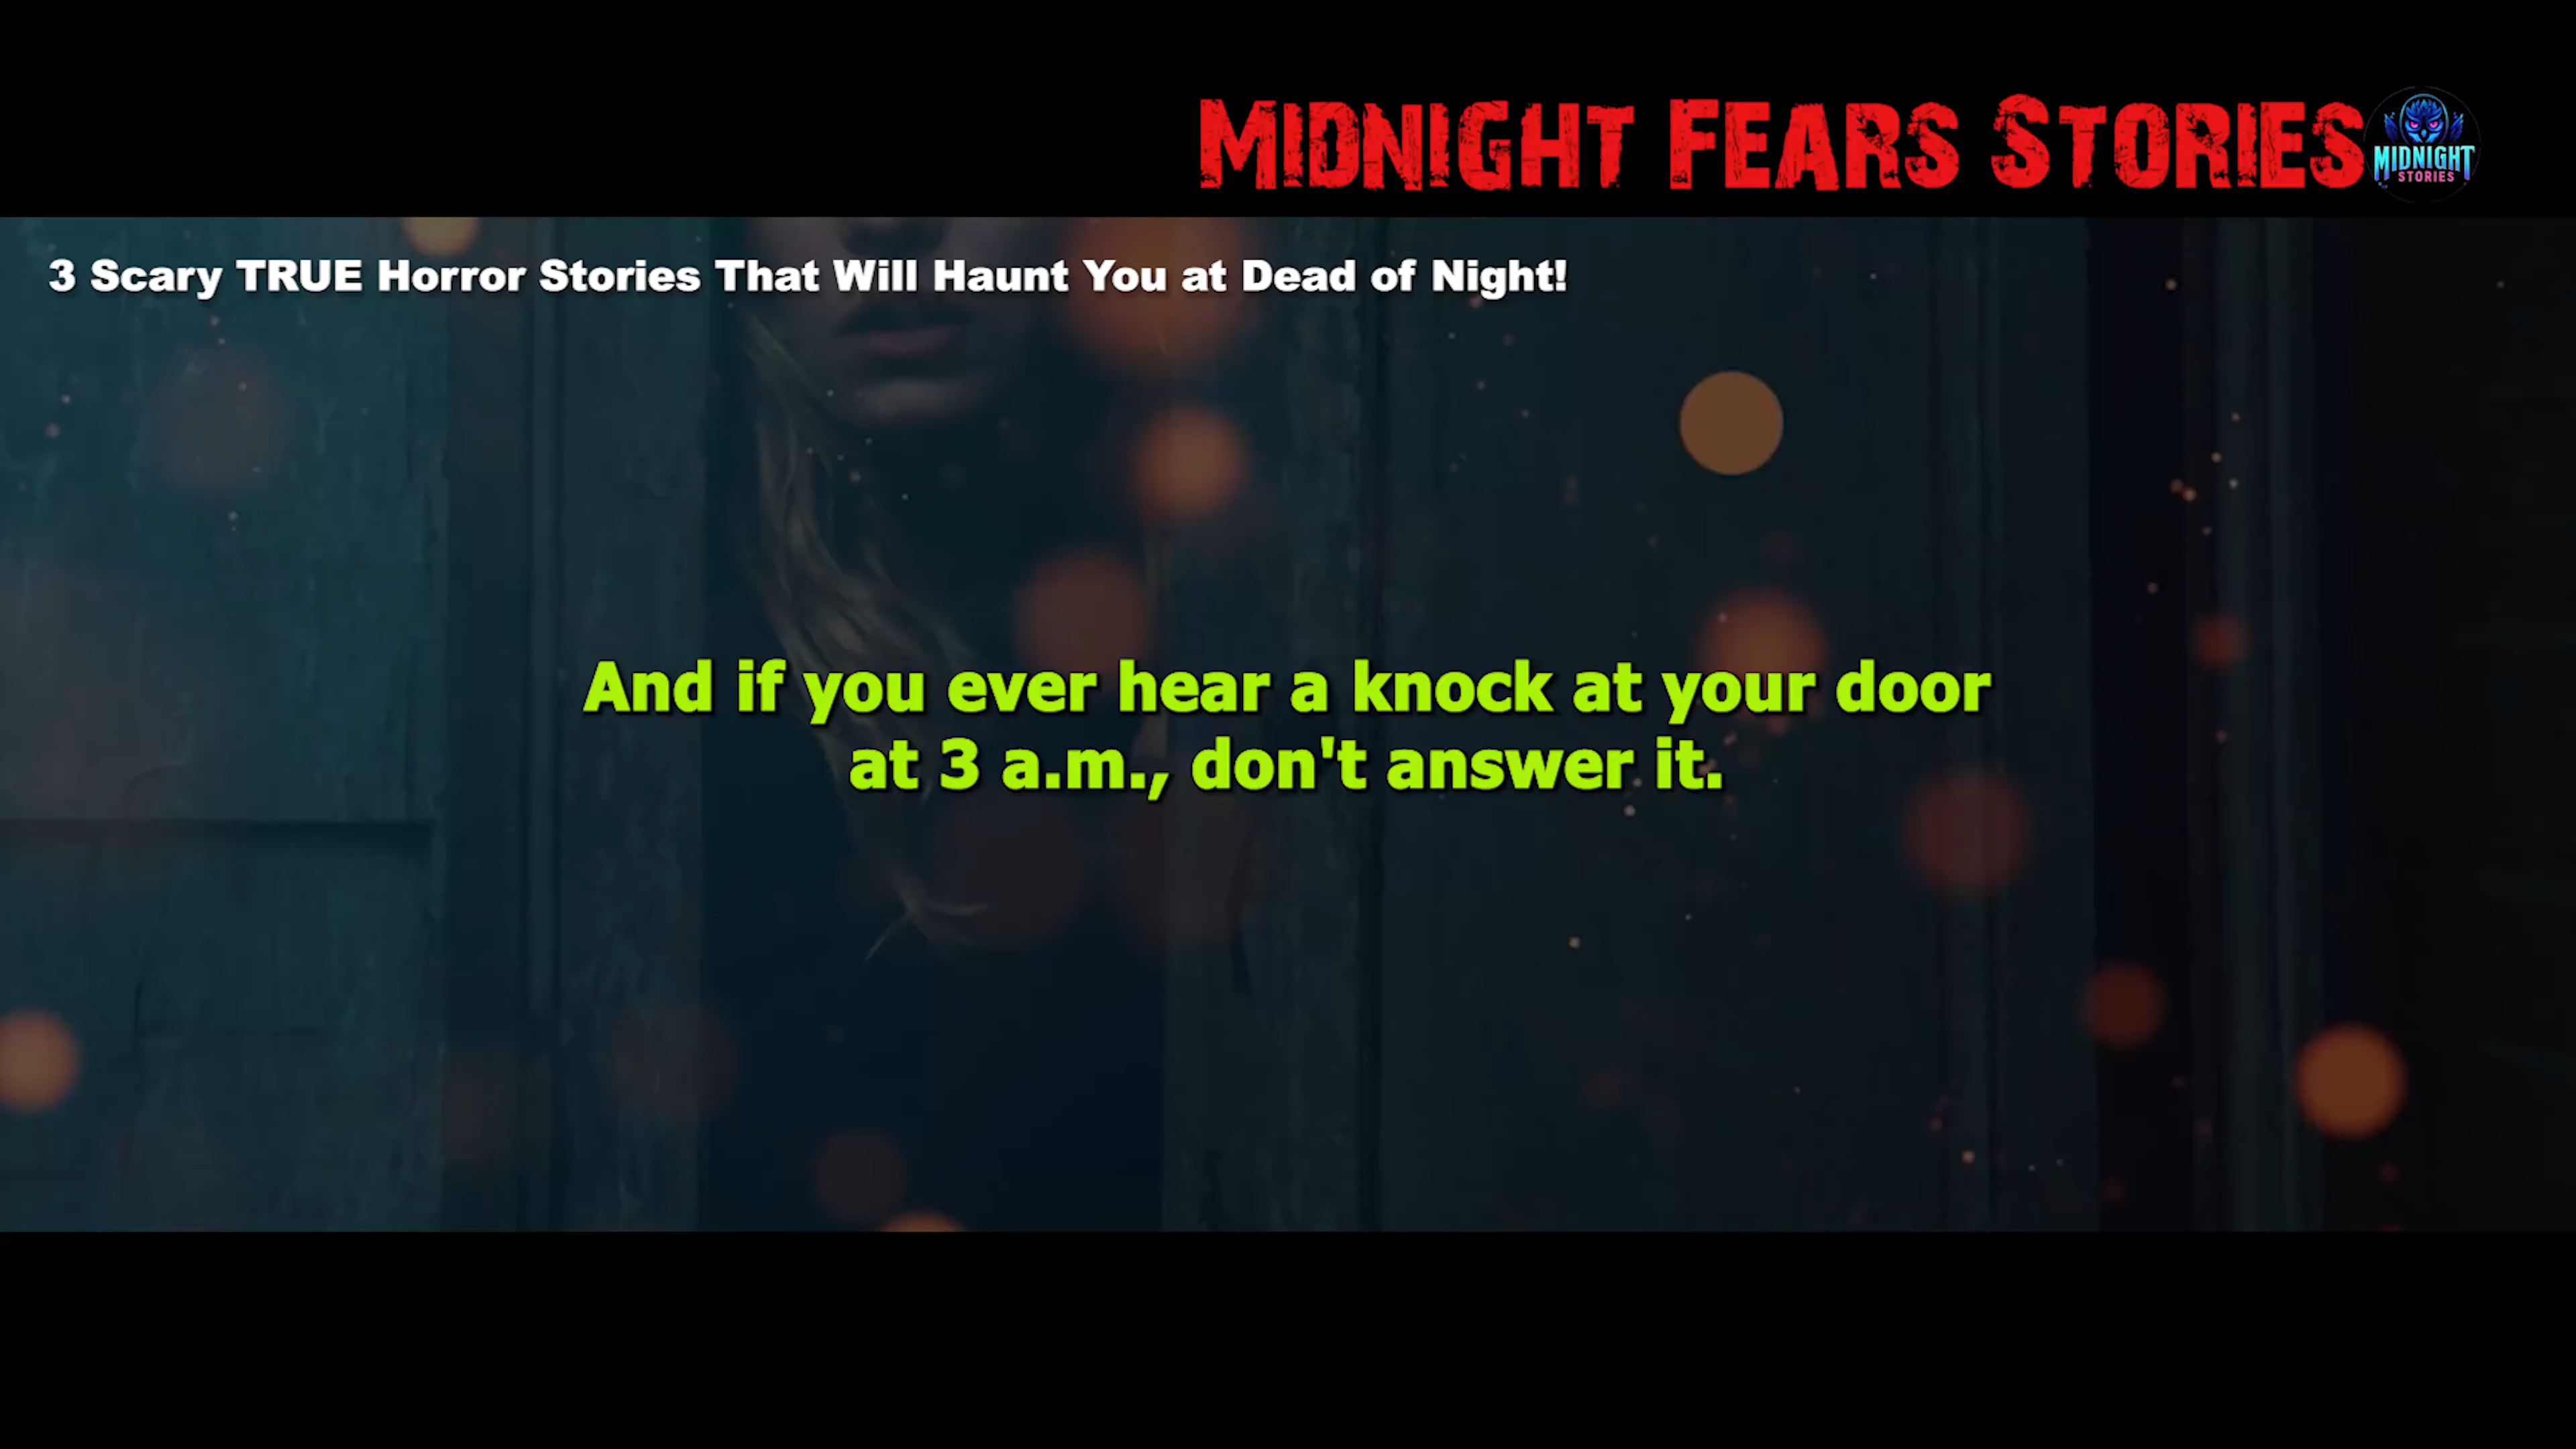 MIDNIGHT FEARS STORIES
MIDNIGHT
STORIES
3 Scary TRUE Horror Stories That Will Haunt You at Dead of Night!
And if you ever hear a knock at your door
at 3 a.m., don't answer it.